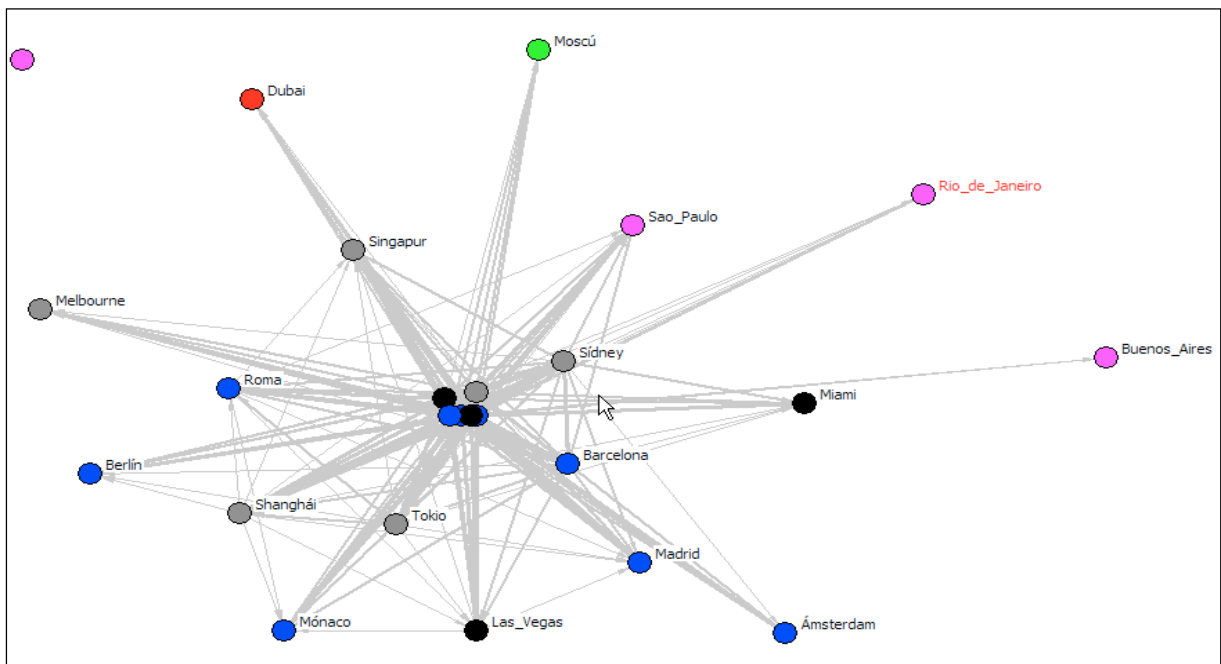 Moscú
Dubai
Rio_de_Janeiro
Sao_Paulo
Singapur
Melbourne
Sídney
Buenos_Aires
Roma
Miami
Barcelona
Berlín
Shanghái
Tokio
Madrid
Mónaco
Las_Vegas
Ámsterdam